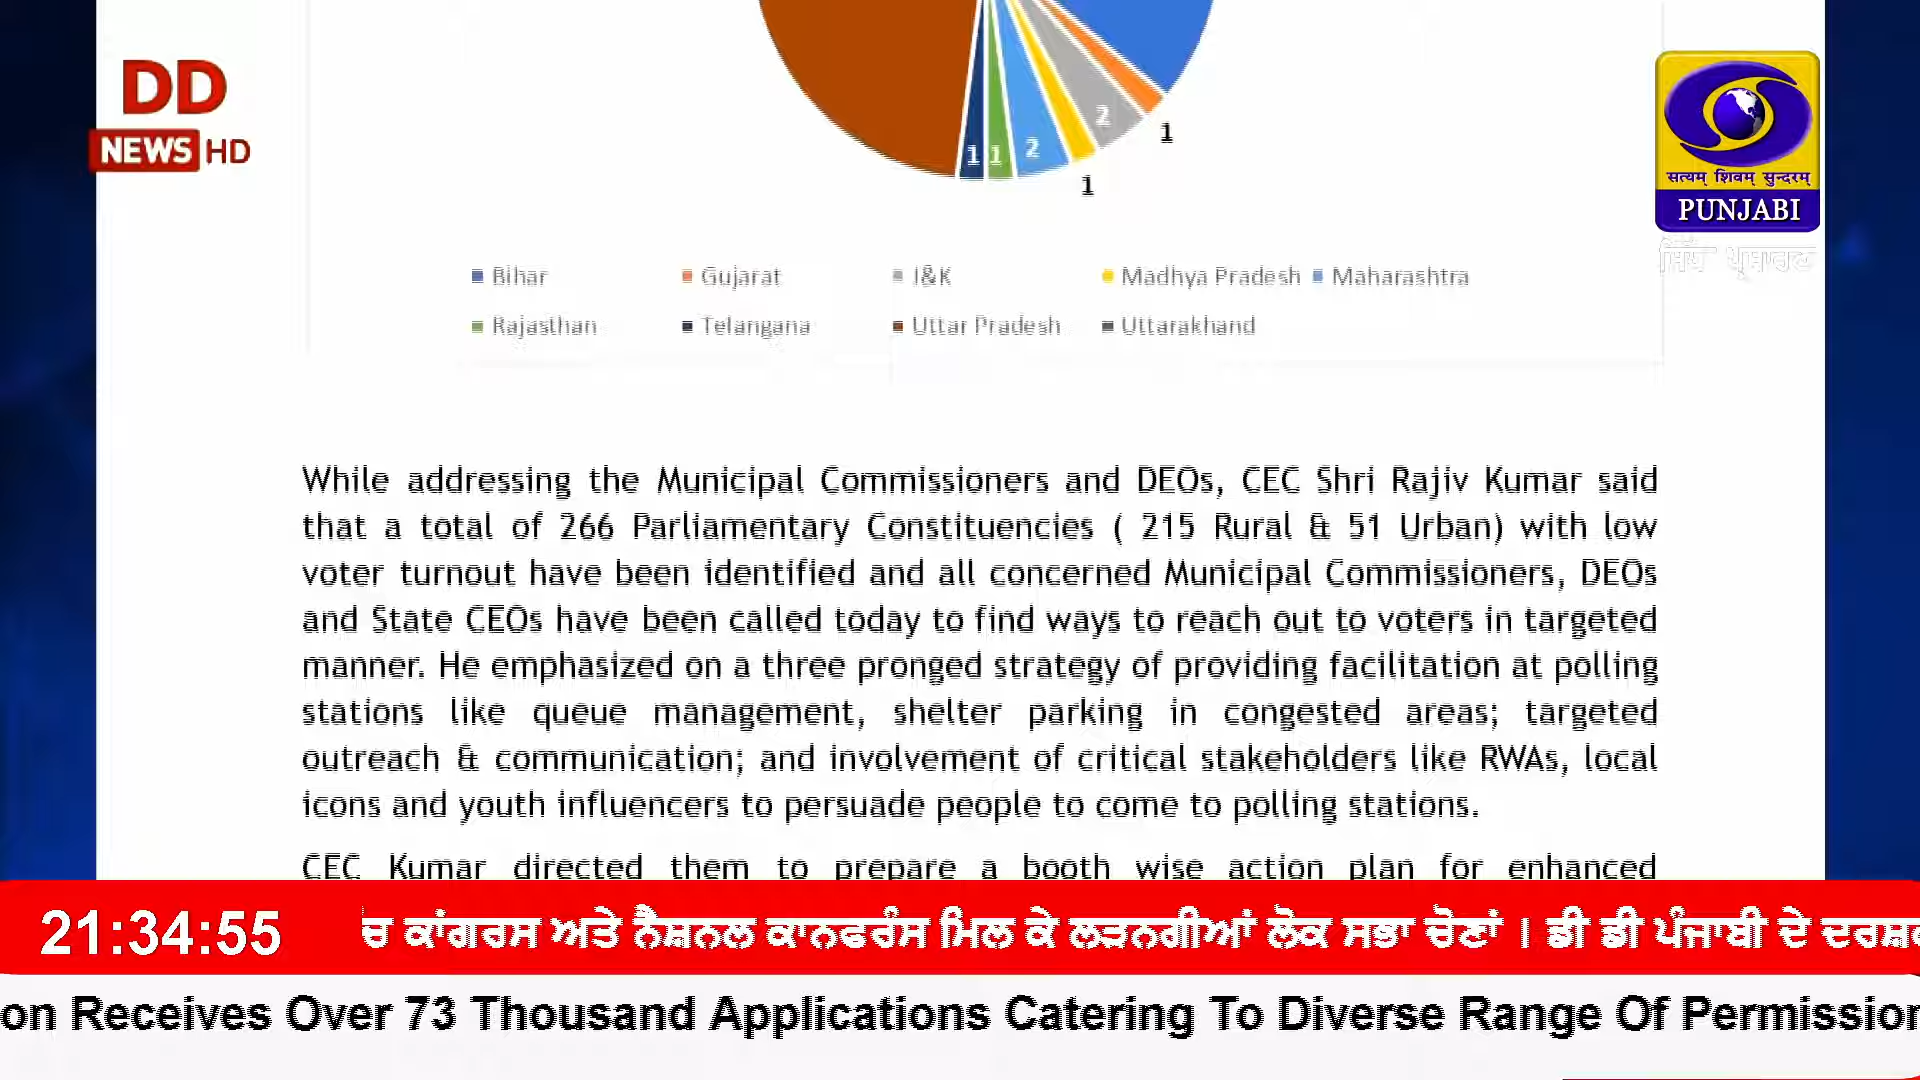 DD
NEWS HD
सत्यम् शिवम् सुन्दरम्
PUNJABI
ਸਿੱਧਾ ਪ੍ਰਸਾਰਣ
1 1 2 2 1
1
Bihar Gujarat J&K Madhya Pradesh Maharashtra
Rajasthan Telangana Uttar Pradesh Uttarakhand
While addressing the Municipal Commissioners and DEOs, CEC Shri Rajiv Kumar said
that a total of 266 Parliamentary Constituencies ( 215 Rural & 51 Urban) with low
voter turnout have been identified and all concerned Municipal Commissioners, DEOs
and State CEOs have been called today to find ways to reach out to voters in targeted
manner. He emphasized on a three pronged strategy of providing facilitation at polling
stations like queue management, shelter parking in congested areas; targeted
outreach & communication; and involvement of critical stakeholders like RWAs, local
icons and youth influencers to persuade people to come to polling stations.
CEC Kumar directed them to prepare a booth wise action plan for enhanced
21:34:55 ਚ ਕਾਂਗਰਸ ਅਤੇ ਨੈਸ਼ਨਲ ਕਾਨਫਰੰਸ ਮਿਲ ਕੇ ਲੜਨਗੀਆਂ ਲੋਕ ਸਭਾ ਚੋਣਾਂ । ਡੀ ਡੀ ਪੰਜਾਬੀ ਦੇ ਦਰਸ਼ਕ
on Receives Over 73 Thousand Applications Catering To Diverse Range Of Permission